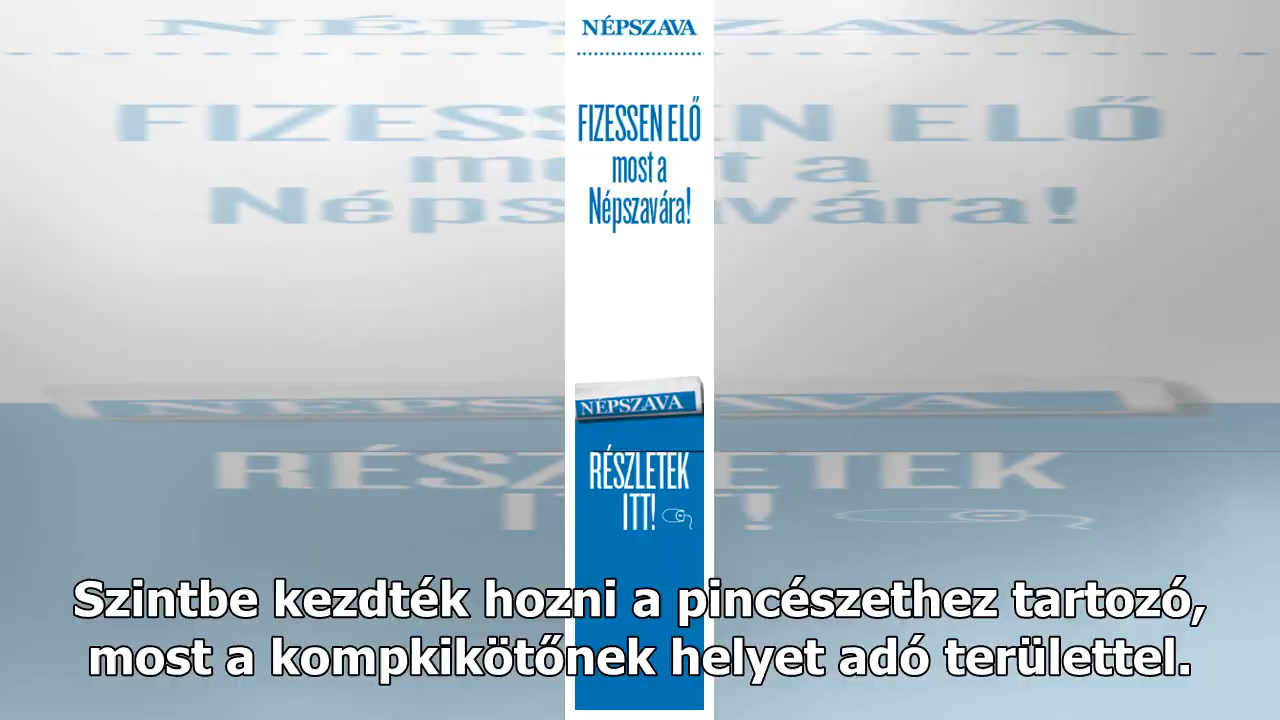 NÉPSZAVA
FIZESSEN ELŐ
most a
Népszavára!
NÉPSZAVA
RÉSZLETEK
ITT!
Szintbe kezdték hozni a pincészethez tartozó,
most a kompkikötőnek helyet adó területtel.